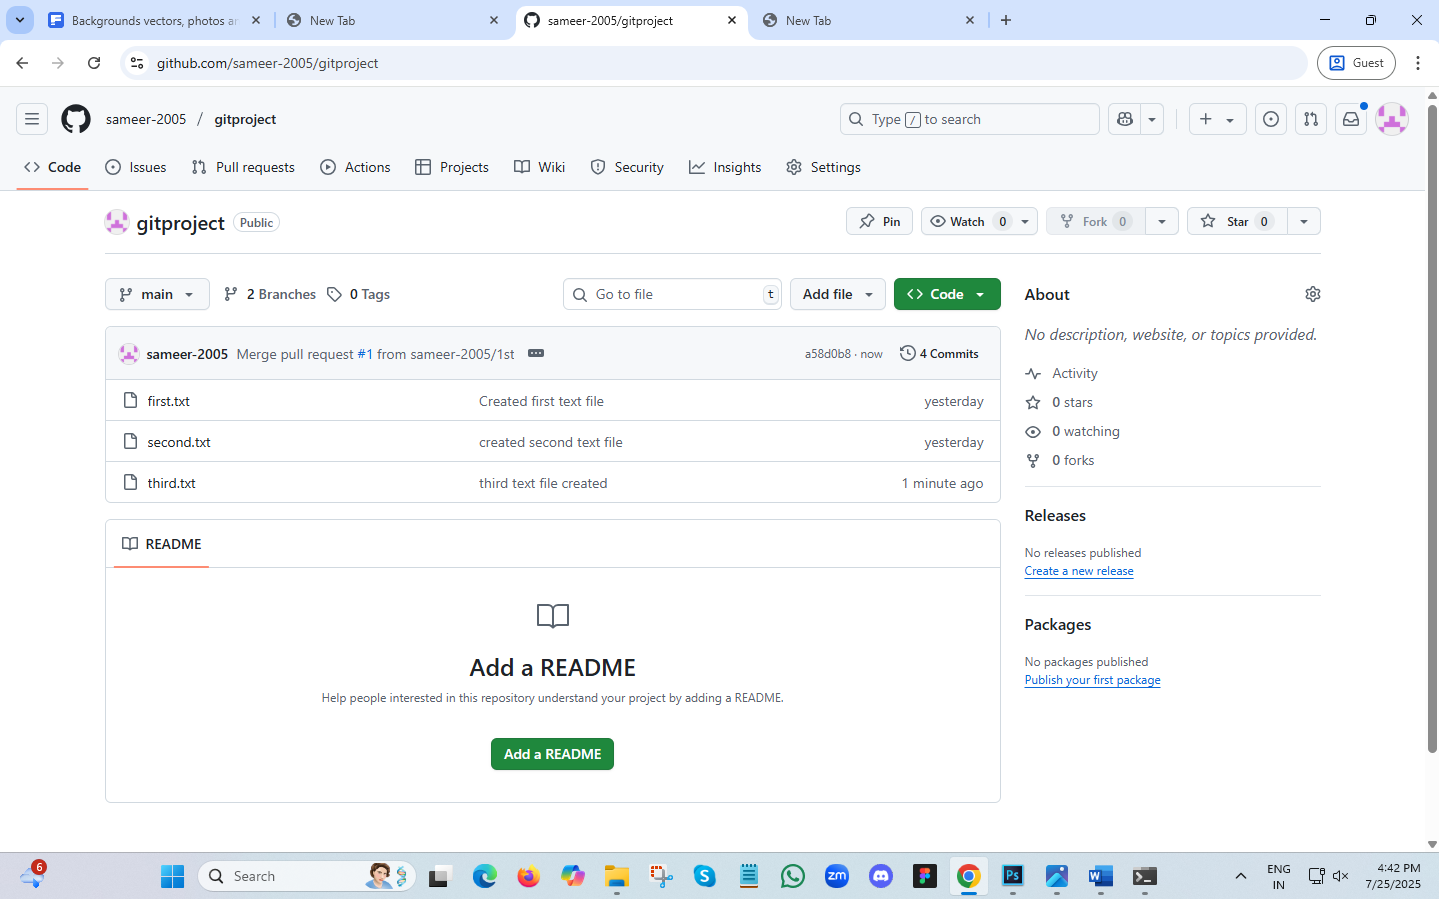 Backgrounds vectors, photos ar
New Tab
sameer-2005/gitproject
New Tab
github.com/sameer-2005/gitproject
Guest
sameer-2005 / gitproject
Type / to search
Code
Issues
Pull requests
Actions
Projects
Wiki
Security
Insights
Settings
gitproject Public
Pin
Watch 0
Fork 0
Star 0
main
2 Branches
0 Tags
Go to file t
Add file
Code
sameer-2005 Merge pull request #1 from sameer-2005/1st
a58d0b8 · now
4 Commits
first.txt Created first text file yesterday
second.txt created second text file yesterday
third.txt third text file created 1 minute ago
README
Add a README
Help people interested in this repository understand your project by adding a README.
Add a README
About
No description, website, or topics provided.
Activity
0 stars
0 watching
0 forks
Releases
No releases published
Create a new release
Packages
No packages published
Publish your first package
6
Search
zm
Ps
W
ENG
IN
4:42 PM
7/25/2025